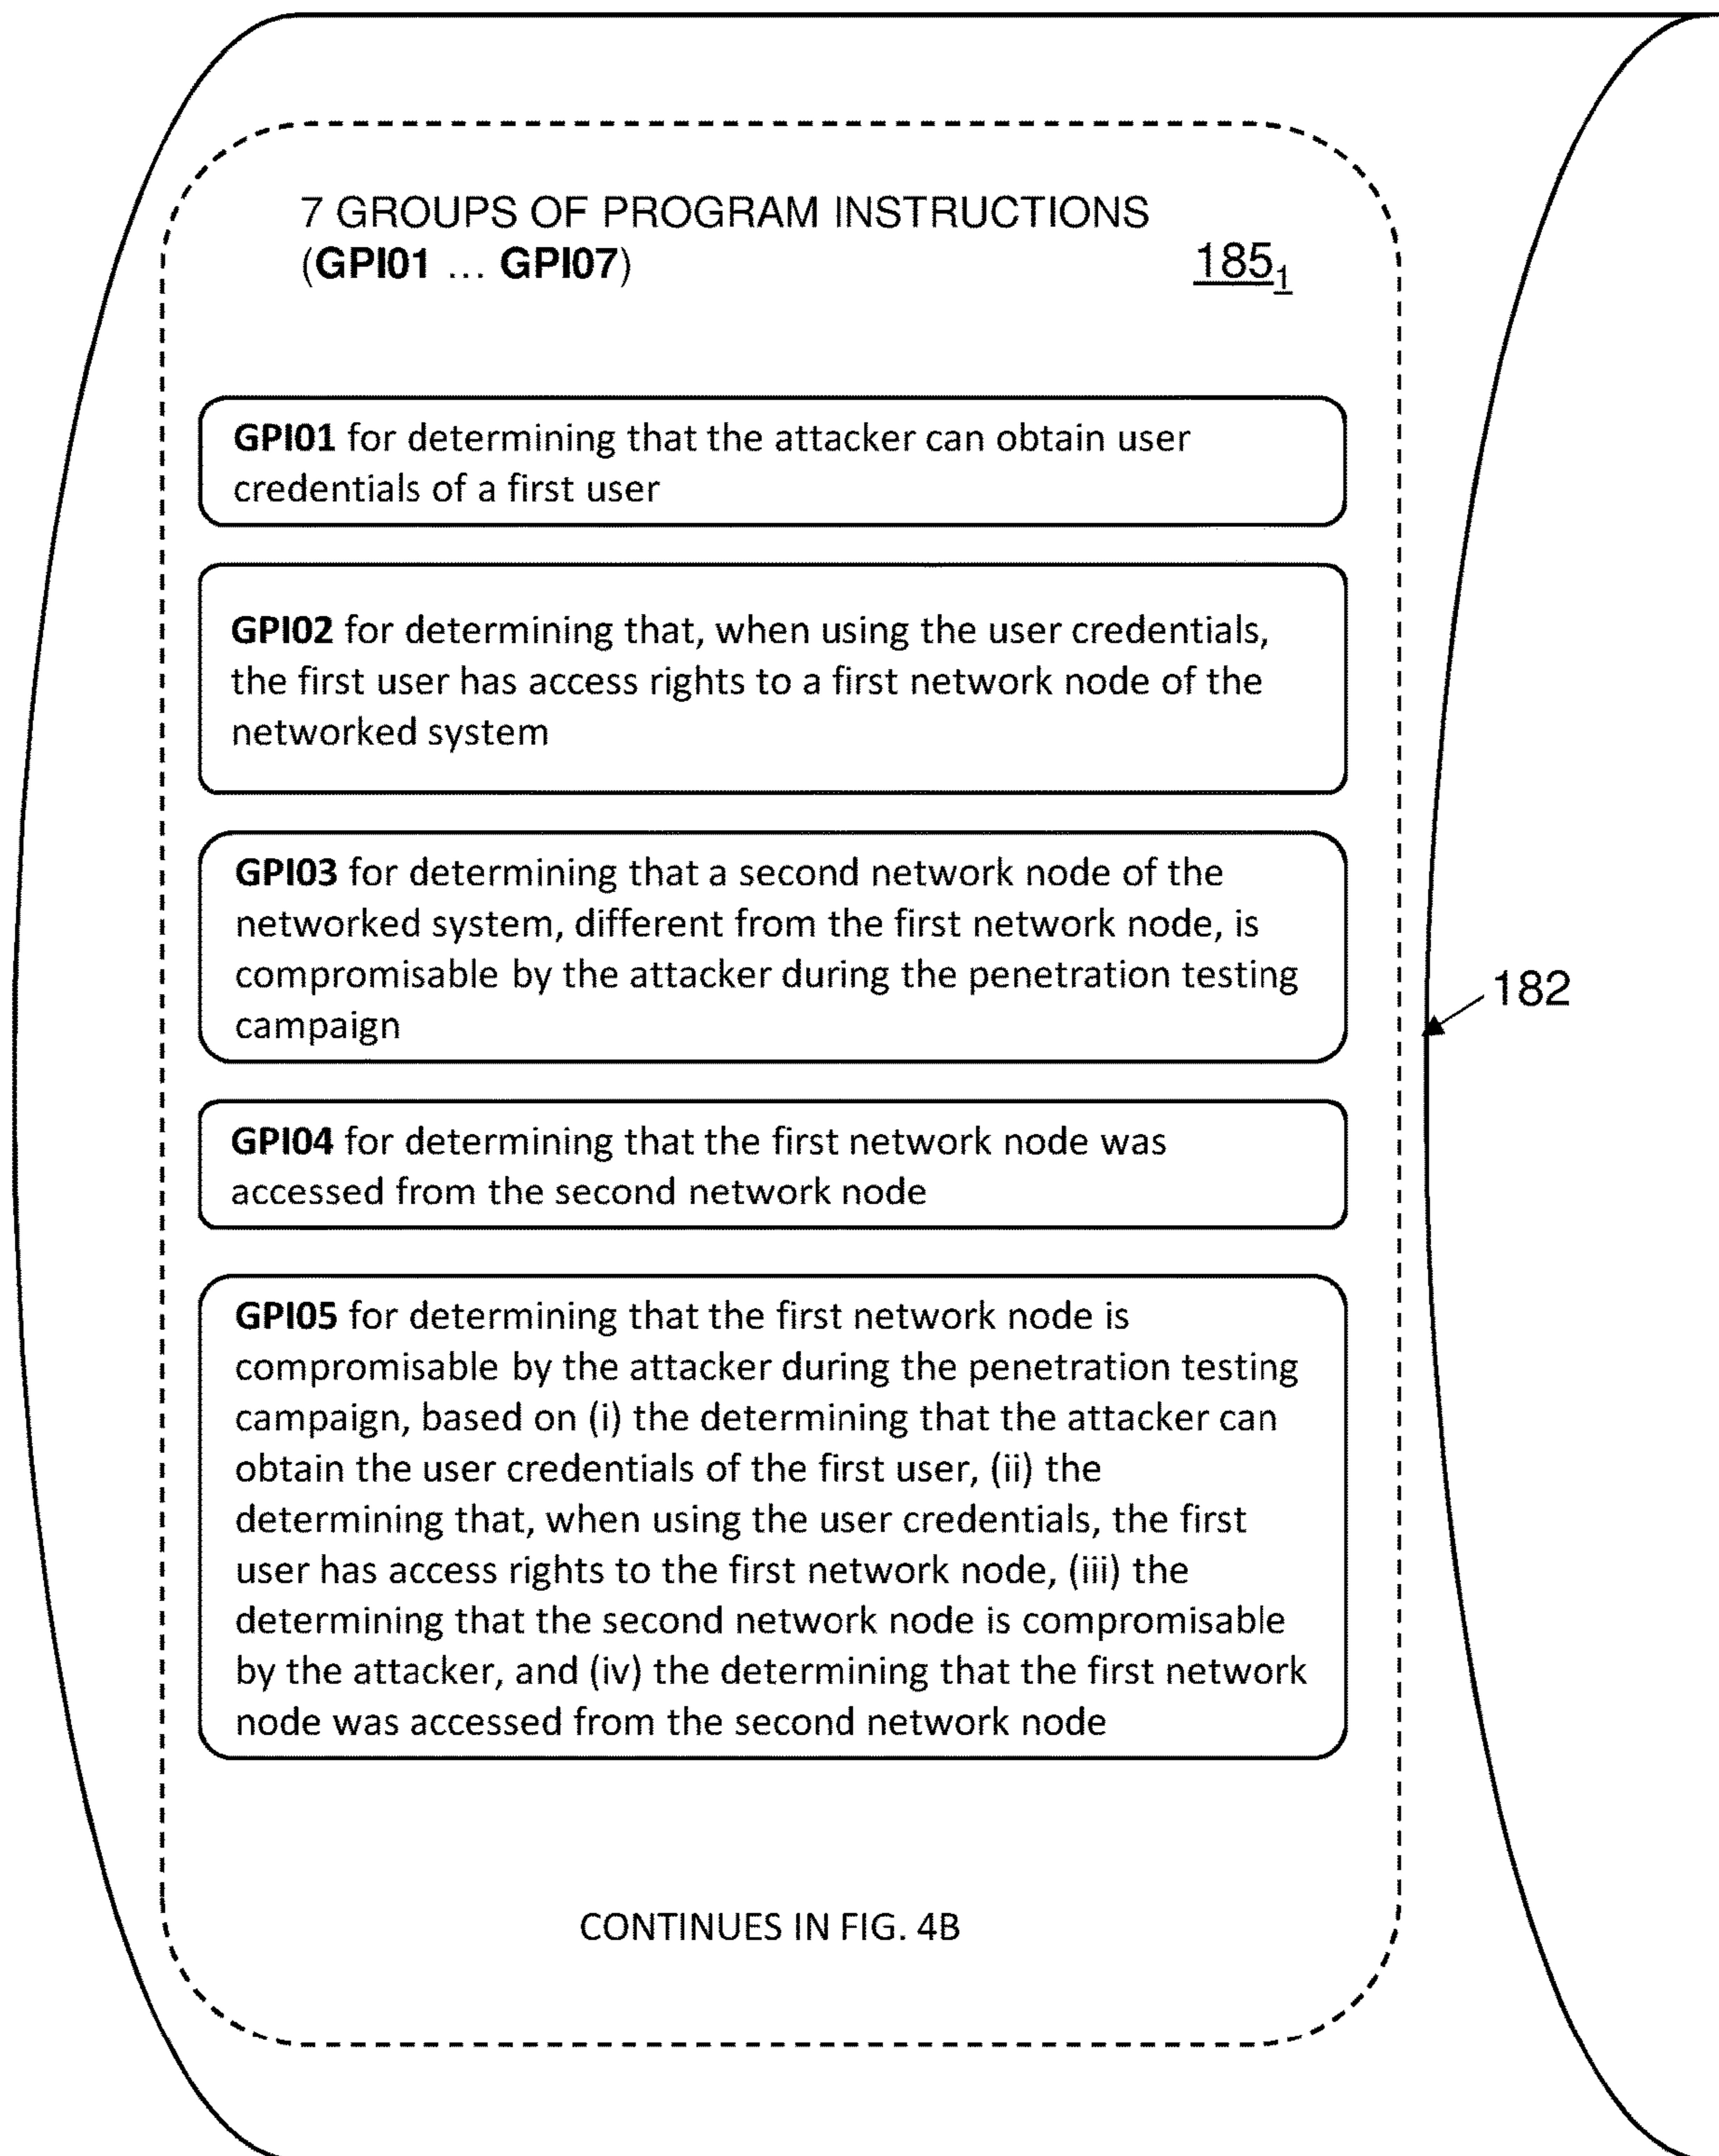 7 GROUPS OF PROGRAM INSTRUCTIONS
(GPI01 ... GPI07)
185₁
GPI01 for determining that the attacker can obtain user
credentials of a first user
GPI02 for determining that, when using the user credentials,
the first user has access rights to a first network node of the
networked system
GPI03 for determining that a second network node of the
networked system, different from the first network node, is
compromisable by the attacker during the penetration testing
campaign
182
GPI04 for determining that the first network node was
accessed from the second network node
GPI05 for determining that the first network node is
compromisable by the attacker during the penetration testing
campaign, based on (i) the determining that the attacker can
obtain the user credentials of the first user, (ii) the
determining that, when using the user credentials, the first
user has access rights to the first network node, (iii) the
determining that the second network node is compromisable
by the attacker, and (iv) the determining that the first network
node was accessed from the second network node
CONTINUES IN FIG. 4B